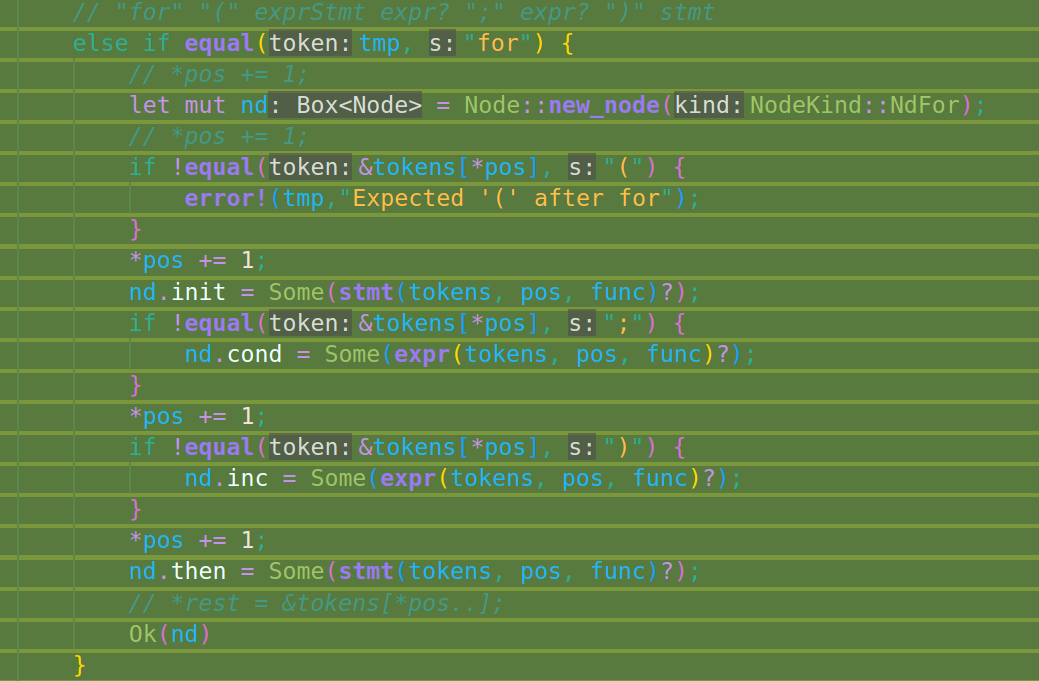 // "for" "(" exprStmt expr? ";" expr? ")" stmt
else if equal(token: tmp, s: "for") {
// *pos += 1;
let mut nd: Box<Node> = Node::new_node(kind: NodeKind::NdFor);
// *pos += 1;
if !equal(token: &tokens[*pos], s: "(") {
error!(tmp,"Expected '(' after for");
}
*pos += 1;
nd.init = Some(stmt(tokens, pos, func)?);
if !equal(token: &tokens[*pos], s: ";") {
nd.cond = Some(expr(tokens, pos, func)?);
}
*pos += 1;
if !equal(token: &tokens[*pos], s: ")") {
nd.inc = Some(expr(tokens, pos, func)?);
}
*pos += 1;
nd.then = Some(stmt(tokens, pos, func)?);
// *rest = &tokens[*pos..];
Ok(nd)
}